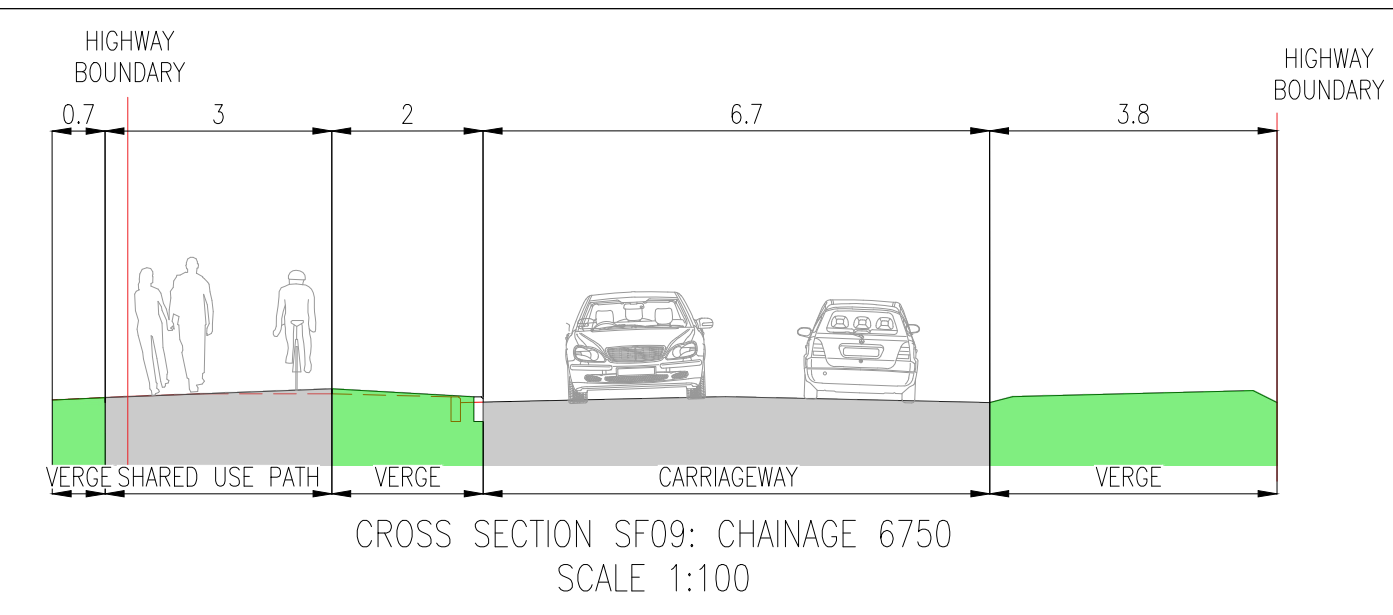 HIGHWAY
BOUNDARY
HIGHWAY
BOUNDARY
0.7 3 2 6.7 3.8
VERGE SHARED USE PATH VERGE CARRIAGEWAY VERGE
CROSS SECTION SF09: CHAINAGE 6750
SCALE 1:100